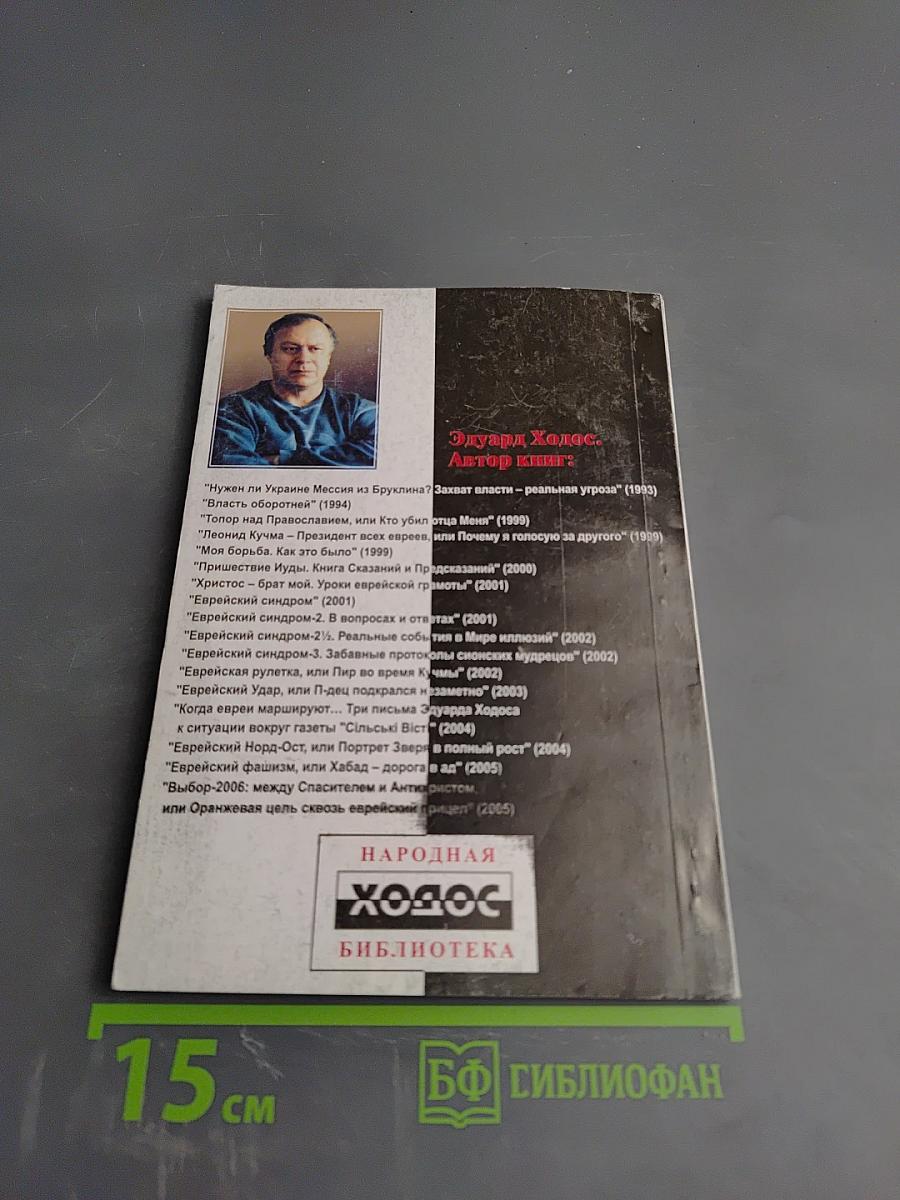 Эдуард Ходос.
Автор книг:
"Нужен ли Украине Мессия из Бруклина? Захват власти – реальная угроза" (1993)
"Власть оборотней" (1994)
"Топор над Православием, или Кто убил отца Меня" (1999)
"Леонид Кучма – Президент всех евреев, или Почему я голосую за другого" (1999)
"Моя борьба. Как это было" (1999)
"Пришествие Иуды. Книга Сказаний и Предсказаний" (2000)
"Христос – брат мой. Уроки еврейской грамоты" (2001)
"Еврейский синдром" (2001)
"Еврейский синдром-2. В вопросах и ответах" (2001)
"Еврейский синдром-2½. Реальные события в Мире иллюзий" (2002)
"Еврейский синдром-3. Забавные протоколы сионских мудрецов" (2002)
"Еврейская рулетка, или Пир во время Кучмы" (2002)
"Еврейский Удар, или П-дец подкрался незаметно" (2003)
"Когда евреи маршируют... Три письма Эдуарда Ходоса
к ситуации вокруг газеты "Сільські Вісті" (2004)
"Еврейский Норд-Ост, или Портрет Зверя в полный рост" (2004)
"Еврейский фашизм, или Хабад – дорога в ад" (2005)
"Выбор-2006: между Спасителем и Антихристом,
или Оранжевая цель сквозь еврейский прицел" (2005)
НАРОДНАЯ
ХОДОС
БИБЛИОТЕКА
15 см
БФ БИБЛИОФАН